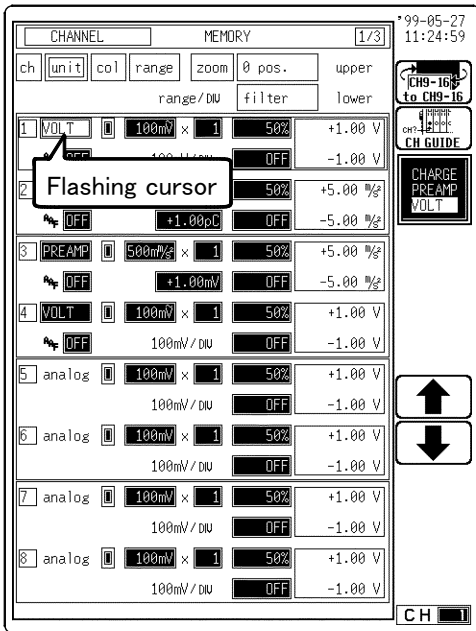 '99-05-27
11:24:59
CHANNEL MEMORY 1/3
ch unit col range zoom 0 pos. upper
range/DIV filter lower
CH9-16
to CH9-16
CH?
CH GUIDE
CHARGE
PREAMP
VOLT
1 VOLT 100mV × 1 50% +1.00 V
OFF -1.00 V
Flashing cursor
2 50% +5.00 m/s²
AAF OFF +1.00pC OFF -5.00 m/s²
3 PREAMP 500m m/s² × 1 50% +5.00 m/s²
AAF OFF +1.00mV OFF -5.00 m/s²
4 VOLT 100mV × 1 50% +1.00 V
AAF OFF 100mV/DIV OFF -1.00 V
5 analog 100mV × 1 50% +1.00 V
100mV/DIV OFF -1.00 V
6 analog 100mV × 1 50% +1.00 V
100mV/DIV OFF -1.00 V
7 analog 100mV × 1 50% +1.00 V
100mV/DIV OFF -1.00 V
8 analog 100mV × 1 50% +1.00 V
100mV/DIV OFF -1.00 V
CH 1